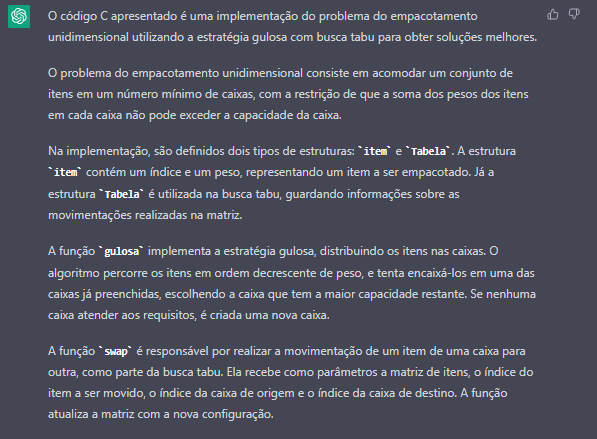 O código C apresentado é uma implementação do problema do empacotamento
unidimensional utilizando a estratégia gulosa com busca tabu para obter soluções melhores.
O problema do empacotamento unidimensional consiste em acomodar um conjunto de
itens em um número mínimo de caixas, com a restrição de que a soma dos pesos dos itens
em cada caixa não pode exceder a capacidade da caixa.
Na implementação, são definidos dois tipos de estruturas: `item` e `Tabela`. A estrutura
`item` contém um índice e um peso, representando um item a ser empacotado. Já a
estrutura `Tabela` é utilizada na busca tabu, guardando informações sobre as
movimentações realizadas na matriz.
A função `gulosa` implementa a estratégia gulosa, distribuindo os itens nas caixas. O
algoritmo percorre os itens em ordem decrescente de peso, e tenta encaixá-los em uma das
caixas já preenchidas, escolhendo a caixa que tem a maior capacidade restante. Se nenhuma
caixa atender aos requisitos, é criada uma nova caixa.
A função `swap` é responsável por realizar a movimentação de um item de uma caixa para
outra, como parte da busca tabu. Ela recebe como parâmetros a matriz de itens, o índice do
item a ser movido, o índice da caixa de origem e o índice da caixa de destino. A função
atualiza a matriz com a nova configuração.